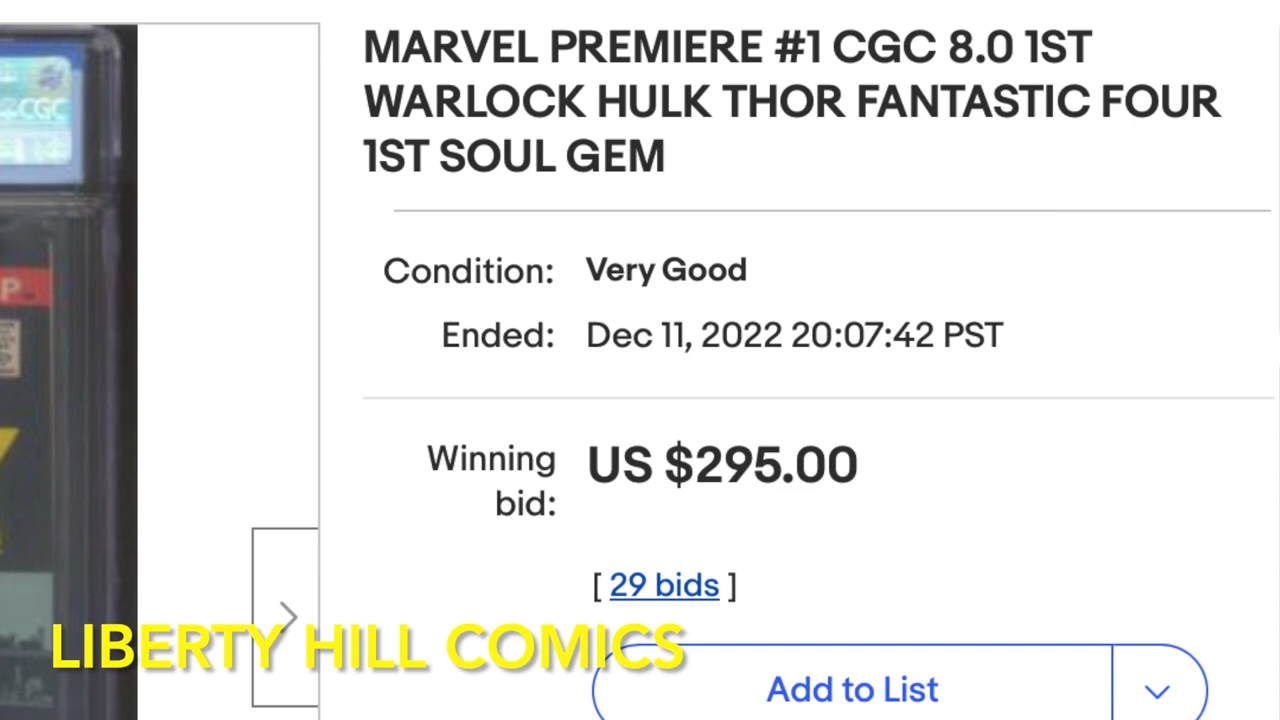 MARVEL PREMIERE #1 CGC 8.0 1ST
WARLOCK HULK THOR FANTASTIC FOUR
1ST SOUL GEM
CGC
P
Condition: Very Good
Ended: Dec 11, 2022 20:07:42 PST
Winning
bid: US $295.00
[ 29 bids ]
LIBERTY HILL COMICS
Add to List